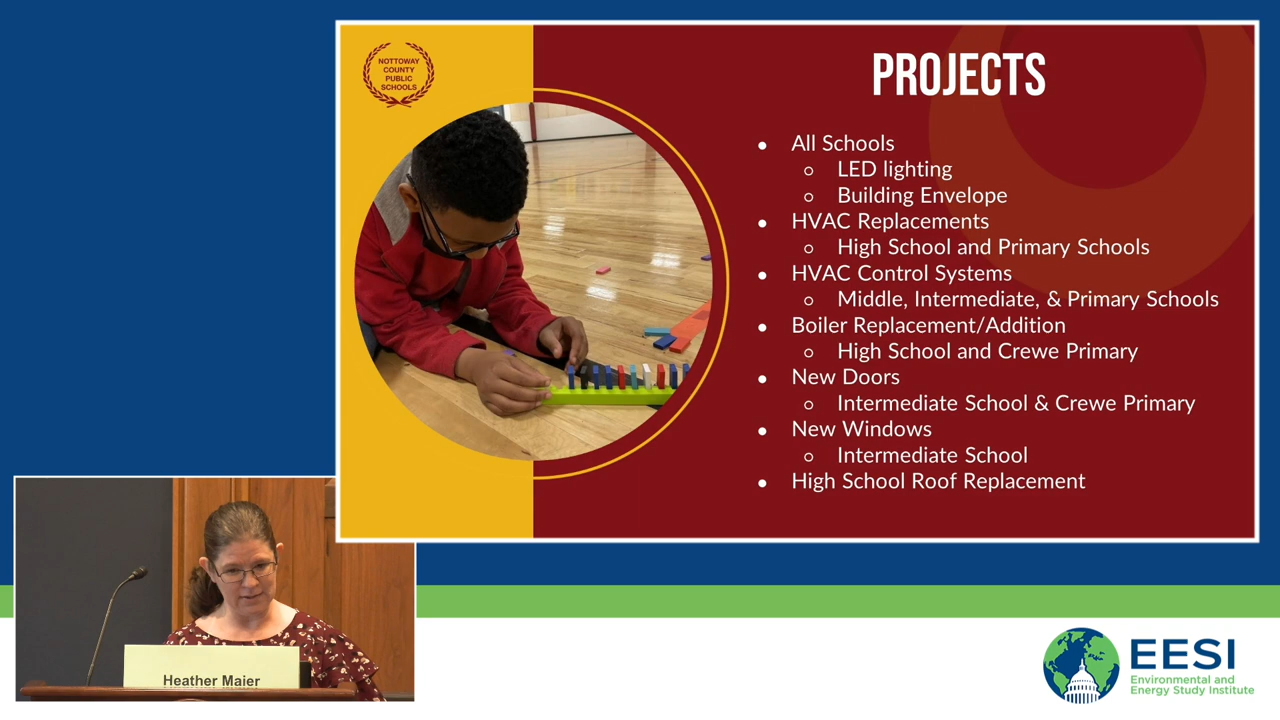 NOTTOWAY
COUNTY
PUBLIC
SCHOOLS
PROJECTS
● All Schools
○ LED lighting
○ Building Envelope
● HVAC Replacements
○ High School and Primary Schools
● HVAC Control Systems
○ Middle, Intermediate, & Primary Schools
● Boiler Replacement/Addition
○ High School and Crewe Primary
● New Doors
○ Intermediate School & Crewe Primary
● New Windows
○ Intermediate School
● High School Roof Replacement
Heather Maier
EESI
Environmental and
Energy Study Institute